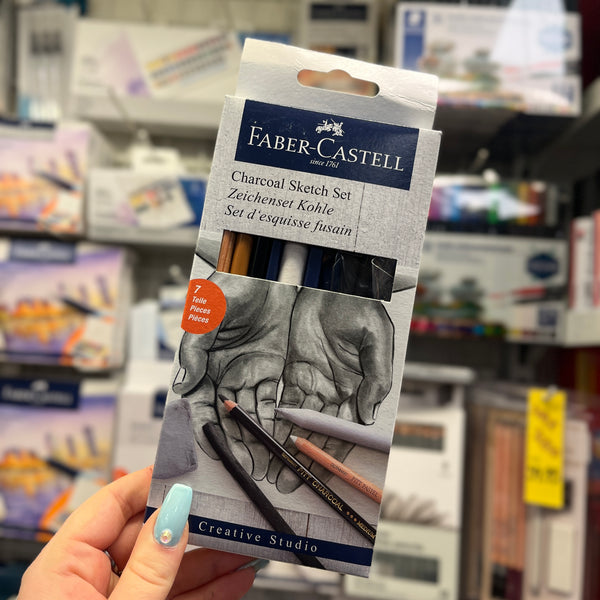 FABER-CASTELL
since 1761
Charcoal Sketch Set
Zeichenset Kohle
Set d'esquisse fusain
7
Teile
Pieces
Pièces
PITT CHARCOAL *** MEDIUM
Creative Studio